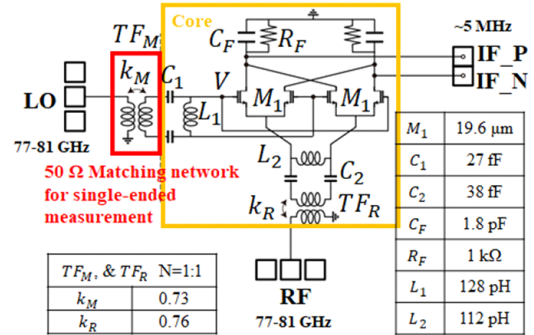 TF_M
Core
C_F
R_F
~5 MHz
IF_P
IF_N
k_M
C_1
V
M_1
M_1
LO
L_1
77-81 GHz
50 Ω Matching network
for single-ended
measurement
L_2
C_2
k_R
TF_R
RF
77-81 GHz
M_1 19.6 μm
C_1 27 fF
C_2 38 fF
C_F 1.8 pF
R_F 1 kΩ
L_1 128 pH
L_2 112 pH
TF_M, & TF_R N=1:1
k_M 0.73
k_R 0.76